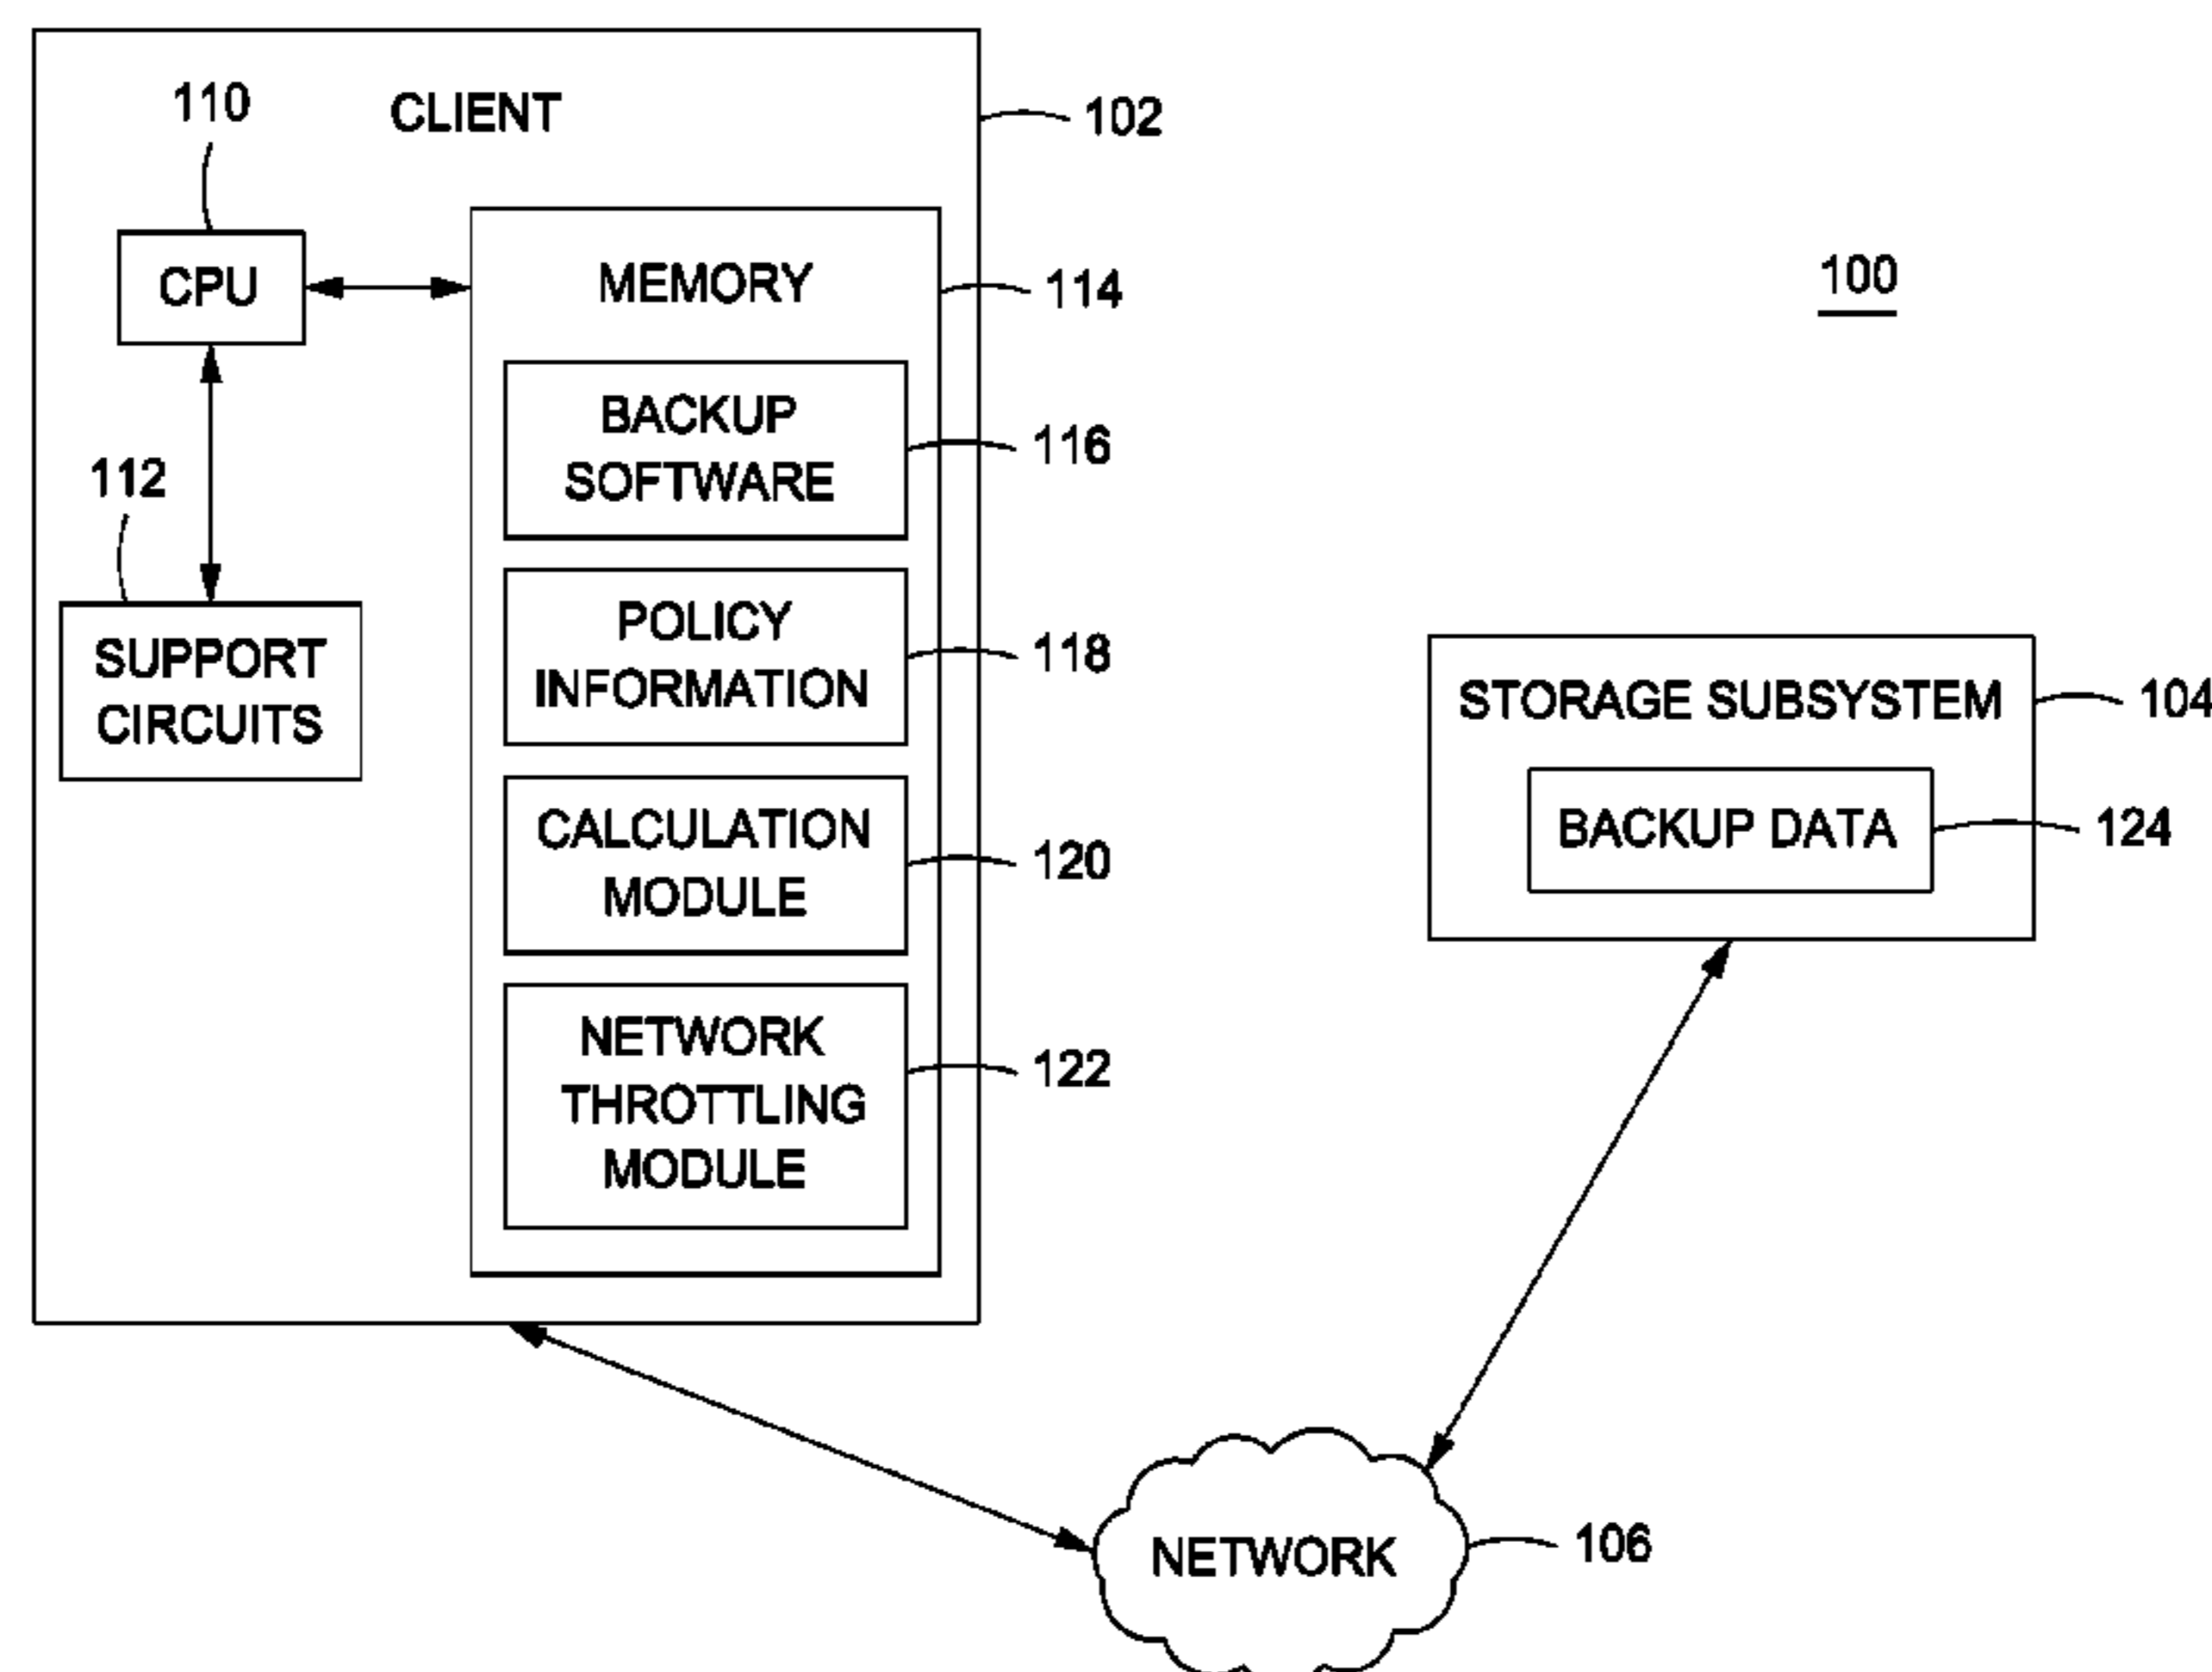 110
CLIENT
102
CPU
MEMORY
114
100
BACKUP
SOFTWARE
116
112
SUPPORT
CIRCUITS
POLICY
INFORMATION
118
STORAGE SUBSYSTEM
104
CALCULATION
MODULE
120
BACKUP DATA
124
NETWORK
THROTTLING
MODULE
122
NETWORK
106